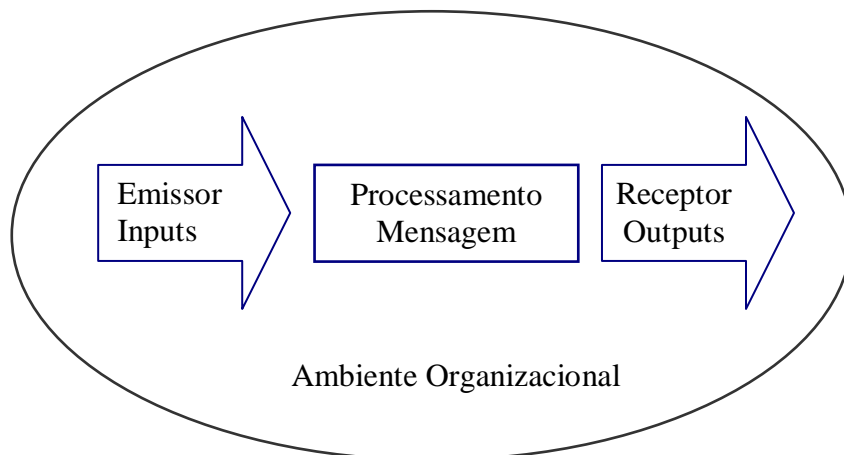 Emissor
Inputs
Processamento
Mensagem
Receptor
Outputs
Ambiente Organizacional